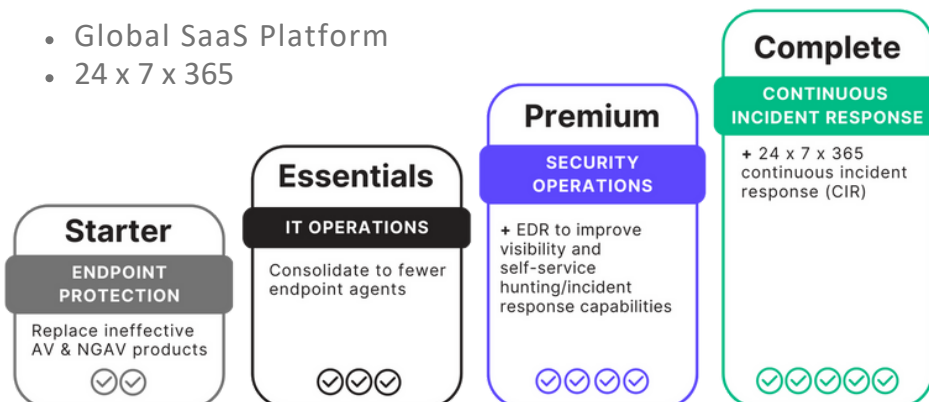 • Global SaaS Platform
• 24 x 7 x 365
Starter
ENDPOINT
PROTECTION
Replace ineffective
AV & NGAV products
Essentials
IT OPERATIONS
Consolidate to fewer
endpoint agents
Premium
SECURITY
OPERATIONS
+ EDR to improve
visibility and
self-service
hunting/incident
response capabilities
Complete
CONTINUOUS
INCIDENT RESPONSE
+ 24 x 7 x 365
continuous incident
response (CIR)